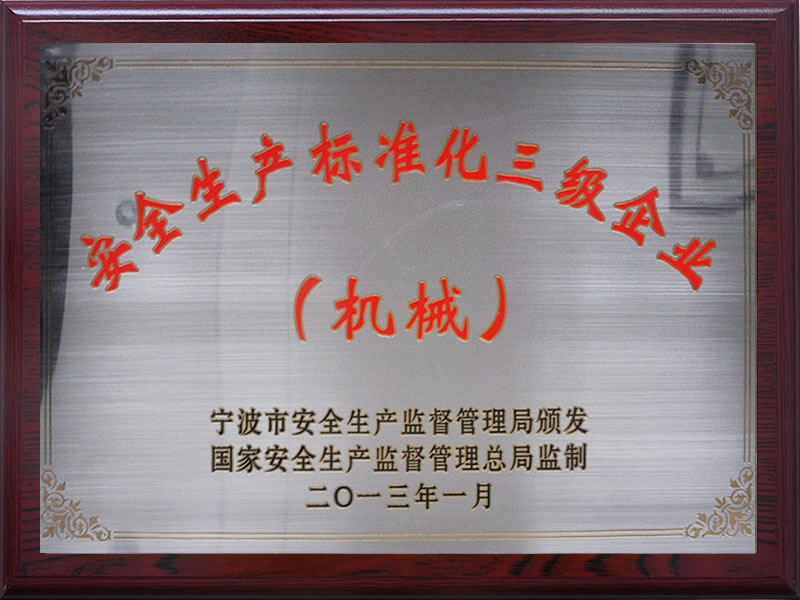 安全生产标准化三级企业
（机械）
宁波市安全生产监督管理局颁发
国家安全生产监督管理总局监制
二〇一三年一月